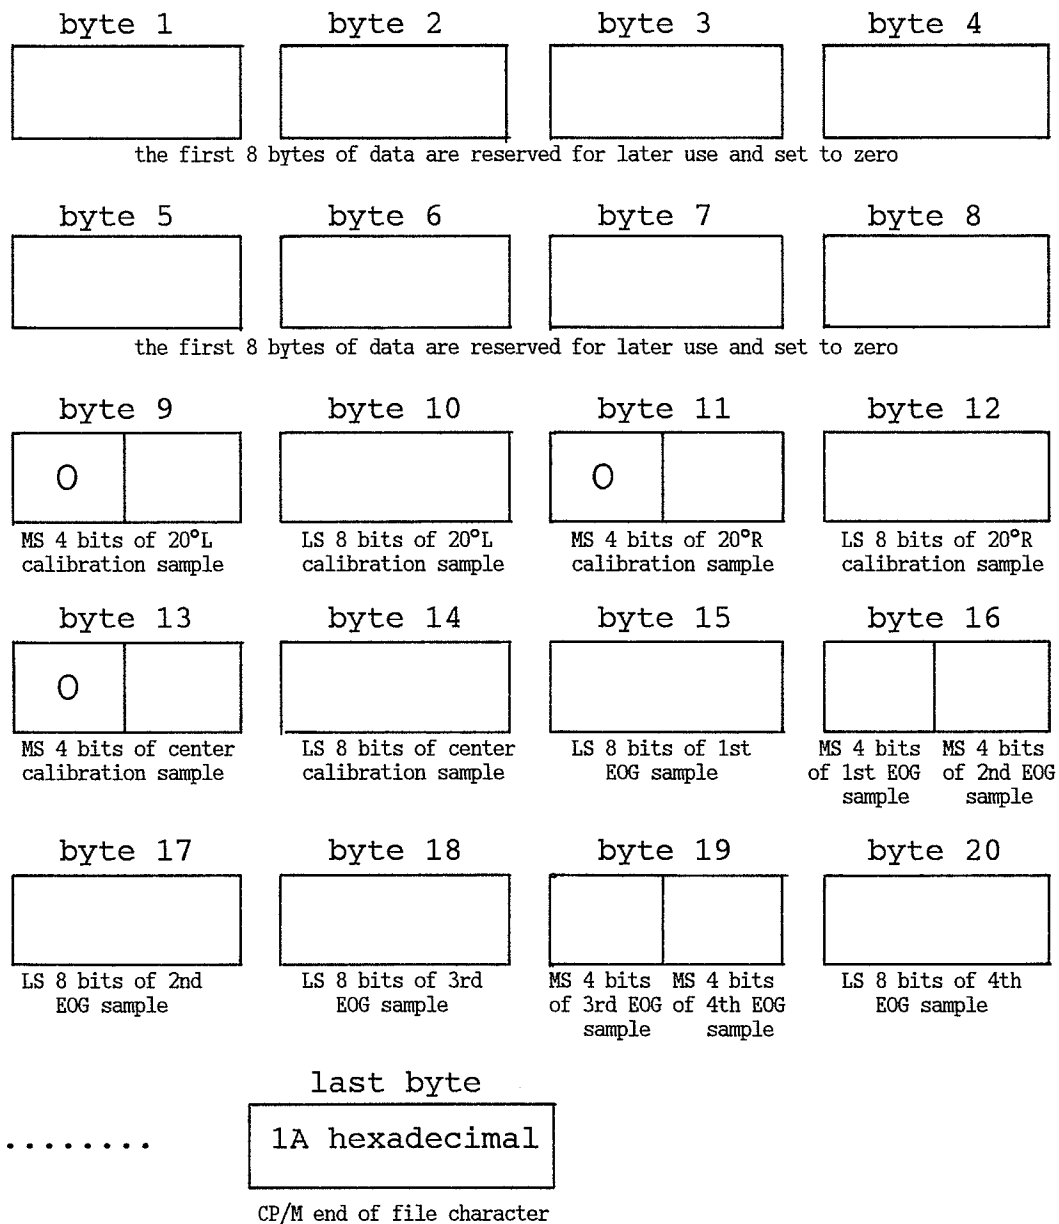 byte 1 byte 2 byte 3 byte 4
the first 8 bytes of data are reserved for later use and set to zero
byte 5 byte 6 byte 7 byte 8
the first 8 bytes of data are reserved for later use and set to zero
byte 9 byte 10 byte 11 byte 12
0 0
MS 4 bits of 20°L LS 8 bits of 20°L MS 4 bits of 20°R LS 8 bits of 20°R
calibration sample calibration sample calibration sample calibration sample
byte 13 byte 14 byte 15 byte 16
0
MS 4 bits of center LS 8 bits of center LS 8 bits of 1st MS 4 bits MS 4 bits
calibration sample calibration sample EOG sample of 1st EOG of 2nd EOG
sample sample
byte 17 byte 18 byte 19 byte 20
LS 8 bits of 2nd LS 8 bits of 3rd MS 4 bits MS 4 bits LS 8 bits of 4th
EOG sample EOG sample of 3rd EOG of 4th EOG EOG sample
sample sample
last byte
........ 1A hexadecimal
CP/M end of file character